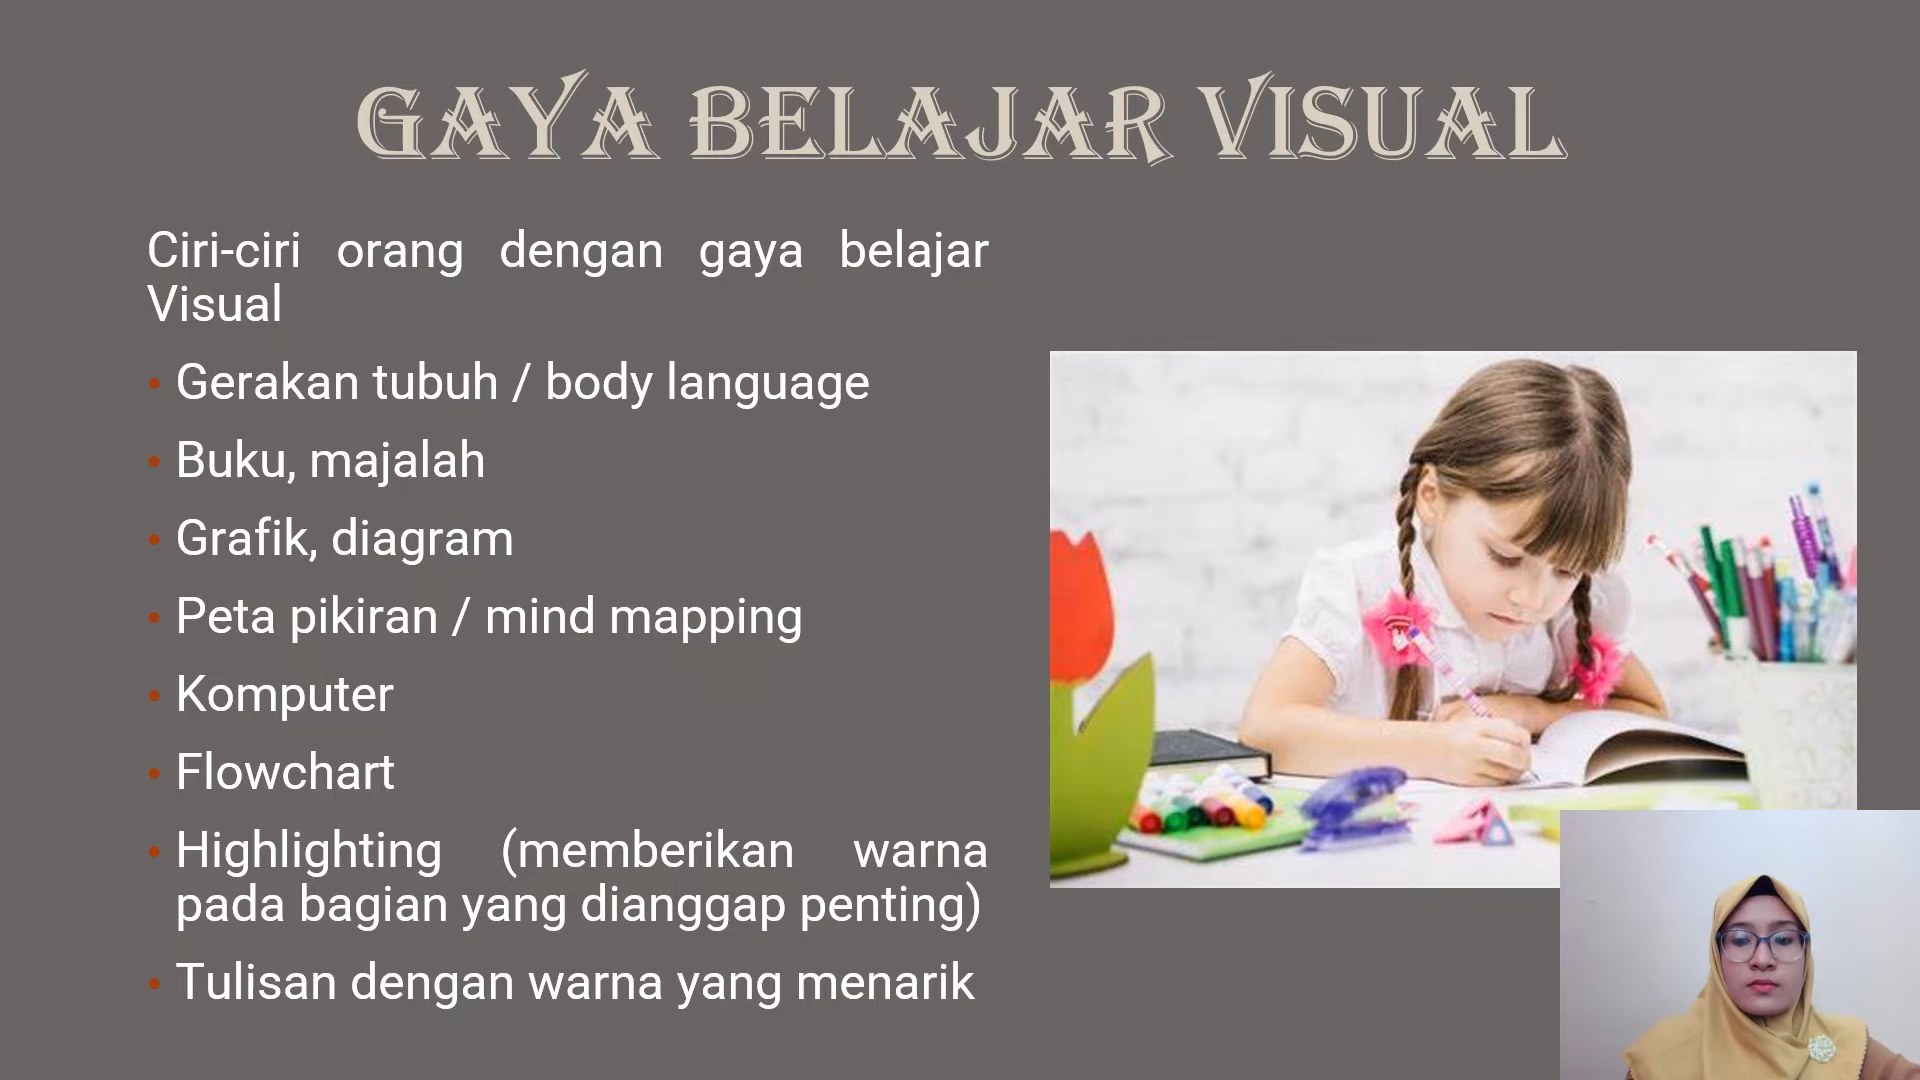 GAYA BELAJAR VISUAL
Ciri-ciri orang dengan gaya belajar
Visual
• Gerakan tubuh / body language
• Buku, majalah
• Grafik, diagram
• Peta pikiran / mind mapping
• Komputer
• Flowchart
• Highlighting (memberikan warna
pada bagian yang dianggap penting)
• Tulisan dengan warna yang menarik